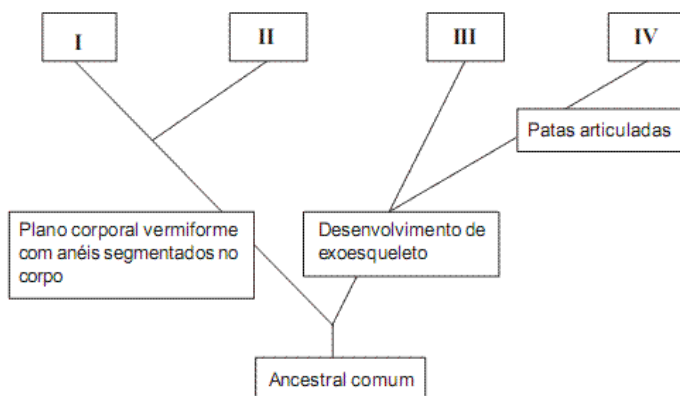 I
II
III
IV
Patas articuladas
Plano corporal vermiforme
com anéis segmentados no
corpo
Desenvolvimento de
exoesqueleto
Ancestral comum